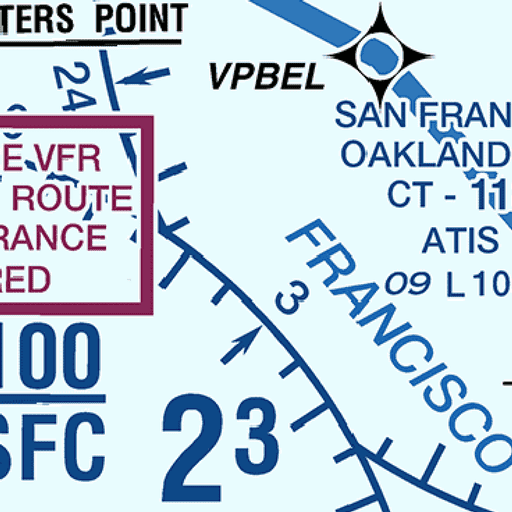 TERS POINT
24
VPBEL
SAN FRAN
OAKLAND
CT - 11
ATIS
09 L 10
E VFR
ROUTE
RANCE
RED
3
FRANCISCO
100
SFC
23